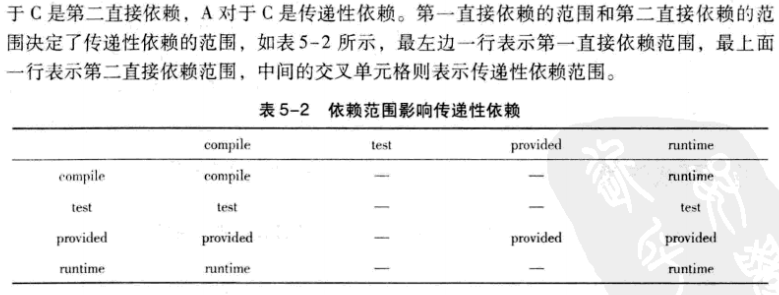 于 C 是第二直接依赖，A 对于 C 是传递性依赖。第一直接依赖的范围和第二直接依赖的范
围决定了传递性依赖的范围，如表 5-2 所示，最左边一行表示第一直接依赖范围，最上面
一行表示第二直接依赖范围，中间的交叉单元格则表示传递性依赖范围。
表 5-2 依赖范围影响传递性依赖
compile test provided runtime
compile compile — — runtime
test test — — test
provided provided — provided provided
runtime runtime — — runtime